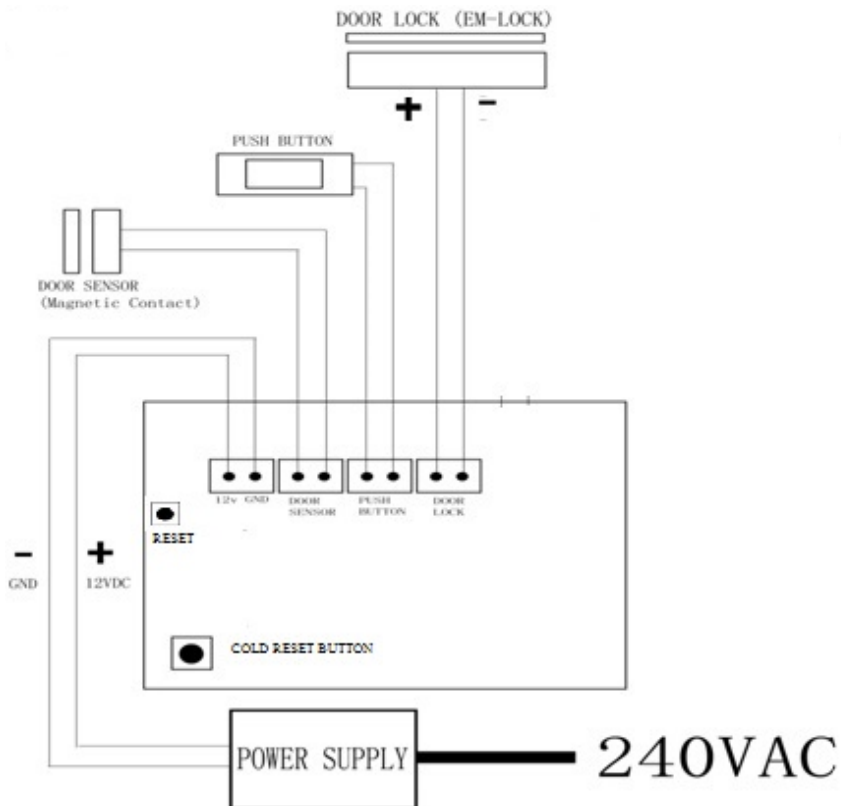 DOOR LOCK (EM-LOCK)
+ -
PUSH BUTTON
DOOR SENSOR
(Magnetic Contact)
12v GND
DOOR
SENSOR
PUSH
BUTTON
DOOR
LOCK
RESET
- +
GND 12VDC
COLD RESET BUTTON
POWER SUPPLY
240VAC